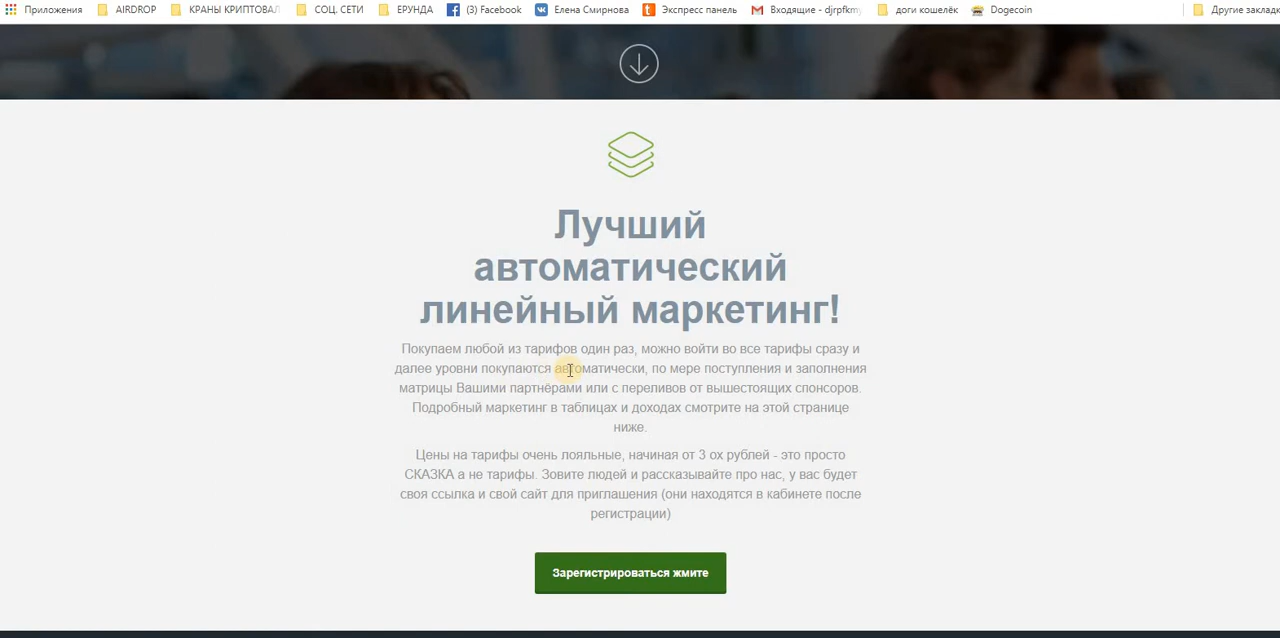 Приложения AIRDROP КРАНЫ КРИПТОВАЛ СОЦ. СЕТИ ЕРУНДА (3) Facebook Елена Смирнова Экспресс панель Входящие - djrpfkmy доги кошелёк Dogecoin Другие закладк
Лучший
автоматический
линейный маркетинг!
Покупаем любой из тарифов один раз, можно войти во все тарифы сразу и
далее уровни покупаются автоматически, по мере поступления и заполнения
матрицы Вашими партнёрами или с переливов от вышестоящих спонсоров.
Подробный маркетинг в таблицах и доходах смотрите на этой странице
ниже.
Цены на тарифы очень лояльные, начиная от 3 ох рублей - это просто
СКАЗКА а не тарифы. Зовите людей и рассказывайте про нас, у вас будет
своя ссылка и свой сайт для приглашения (они находятся в кабинете после
регистрации)
Зарегистрироваться жмите